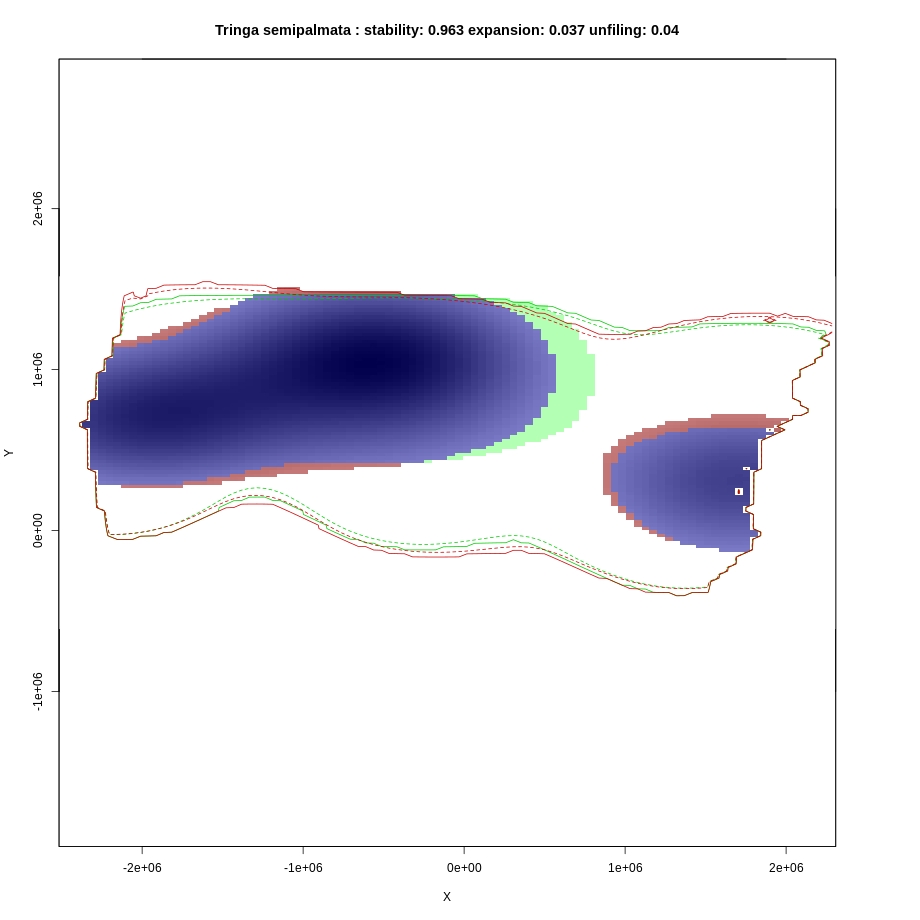 Tringa semipalmata : stability: 0.963 expansion: 0.037 unfiling: 0.04
Y
2e+06
1e+06
0e+00
-1e+06
-2e+06 -1e+06 0e+00 1e+06 2e+06
X